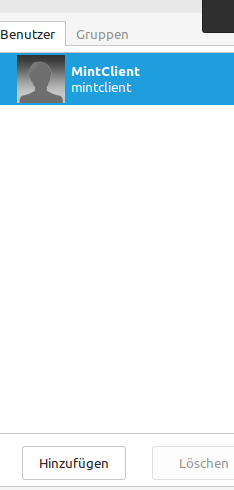 Benutzer Gruppen
MintClient
mintclient
Hinzufügen Löschen